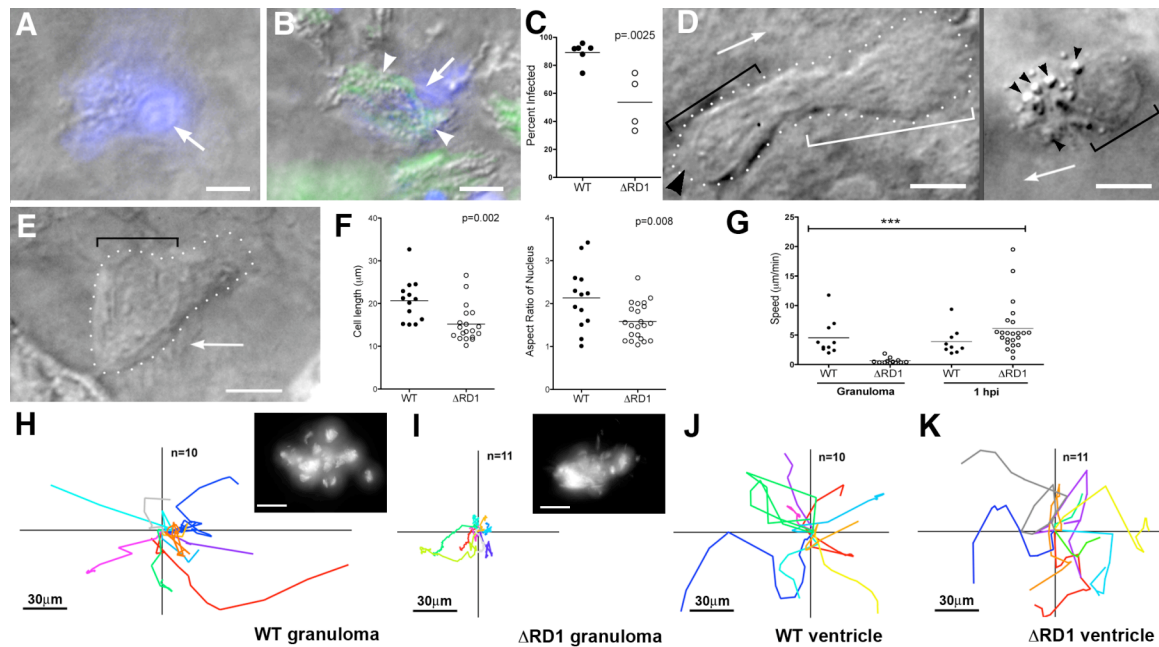 A
B
C
p=.0025
Percent Infected
100
80
60
40
20
0
WT ΔRD1
D
E
F
p=0.002
Cell length (μm)
40
30
20
10
0
WT ΔRD1
p=0.008
Aspect Ratio of Nucleus
4
3
2
1
0
WT ΔRD1
G
***
Speed (μm/min)
25
20
15
10
5
0
WT ΔRD1 WT ΔRD1
Granuloma 1 hpi
H
n=10
30μm
WT granuloma
I
n=11
30μm
ΔRD1 granuloma
J
n=10
30μm
WT ventricle
K
n=11
30μm
ΔRD1 ventricle